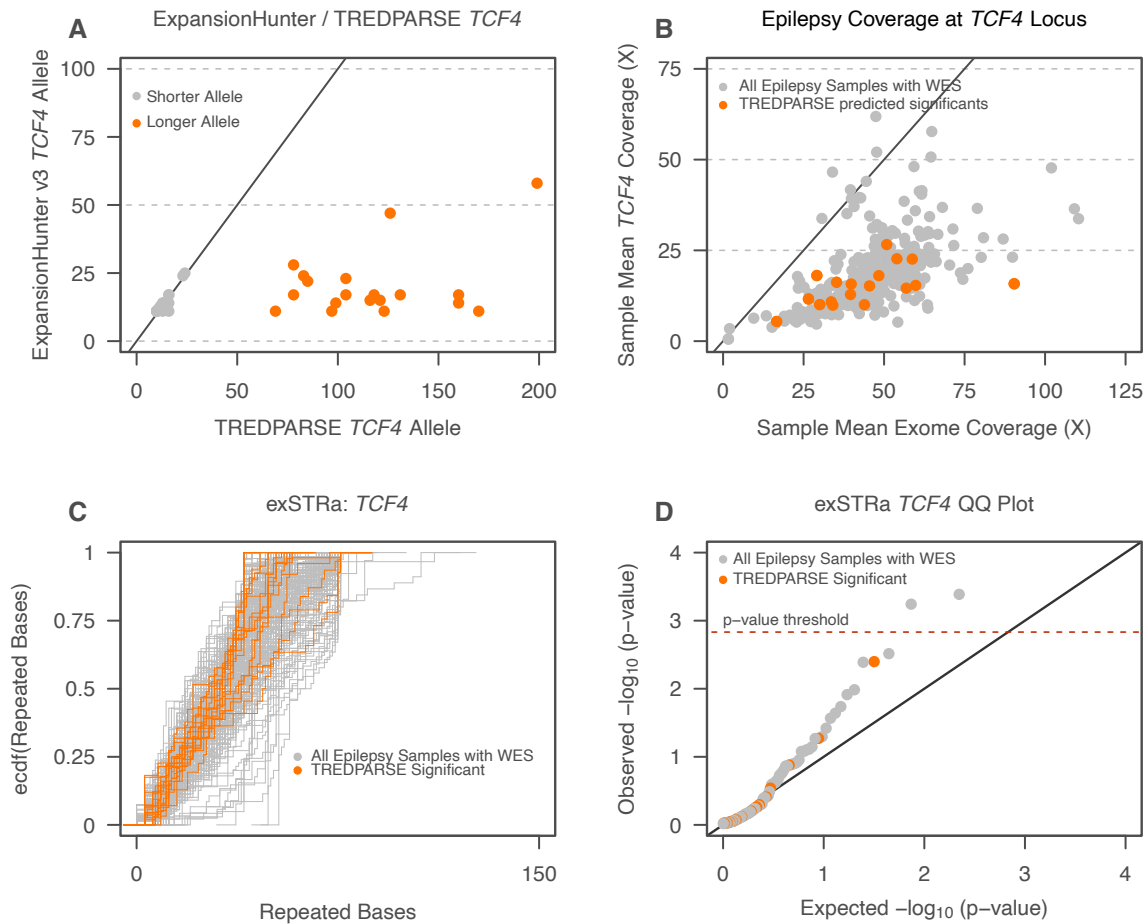 A
ExpansionHunter / TREDPARSE TCF4
ExpansionHunter v3 TCF4 Allele
100
50
0
Shorter Allele
Longer Allele
0
50
100
150
200
TREDPARSE TCF4 Allele
B
Epilepsy Coverage at TCF4 Locus
Sample Mean TCF4 Coverage (X)
75
50
25
0
All Epilepsy Samples with WES
TREDPARSE predicted significants
0
25
50
75
100
125
Sample Mean Exome Coverage (X)
C
exSTRa: TCF4
ecdf(Repeated Bases)
1
0.75
0.5
0.25
0
All Epilepsy Samples with WES
TREDPARSE Significant
0
150
Repeated Bases
D
exSTRa TCF4 QQ Plot
Observed −log10 (p−value)
4
3
2
1
0
All Epilepsy Samples with WES
TREDPARSE Significant
p−value threshold
0
1
2
3
4
Expected −log10 (p−value)